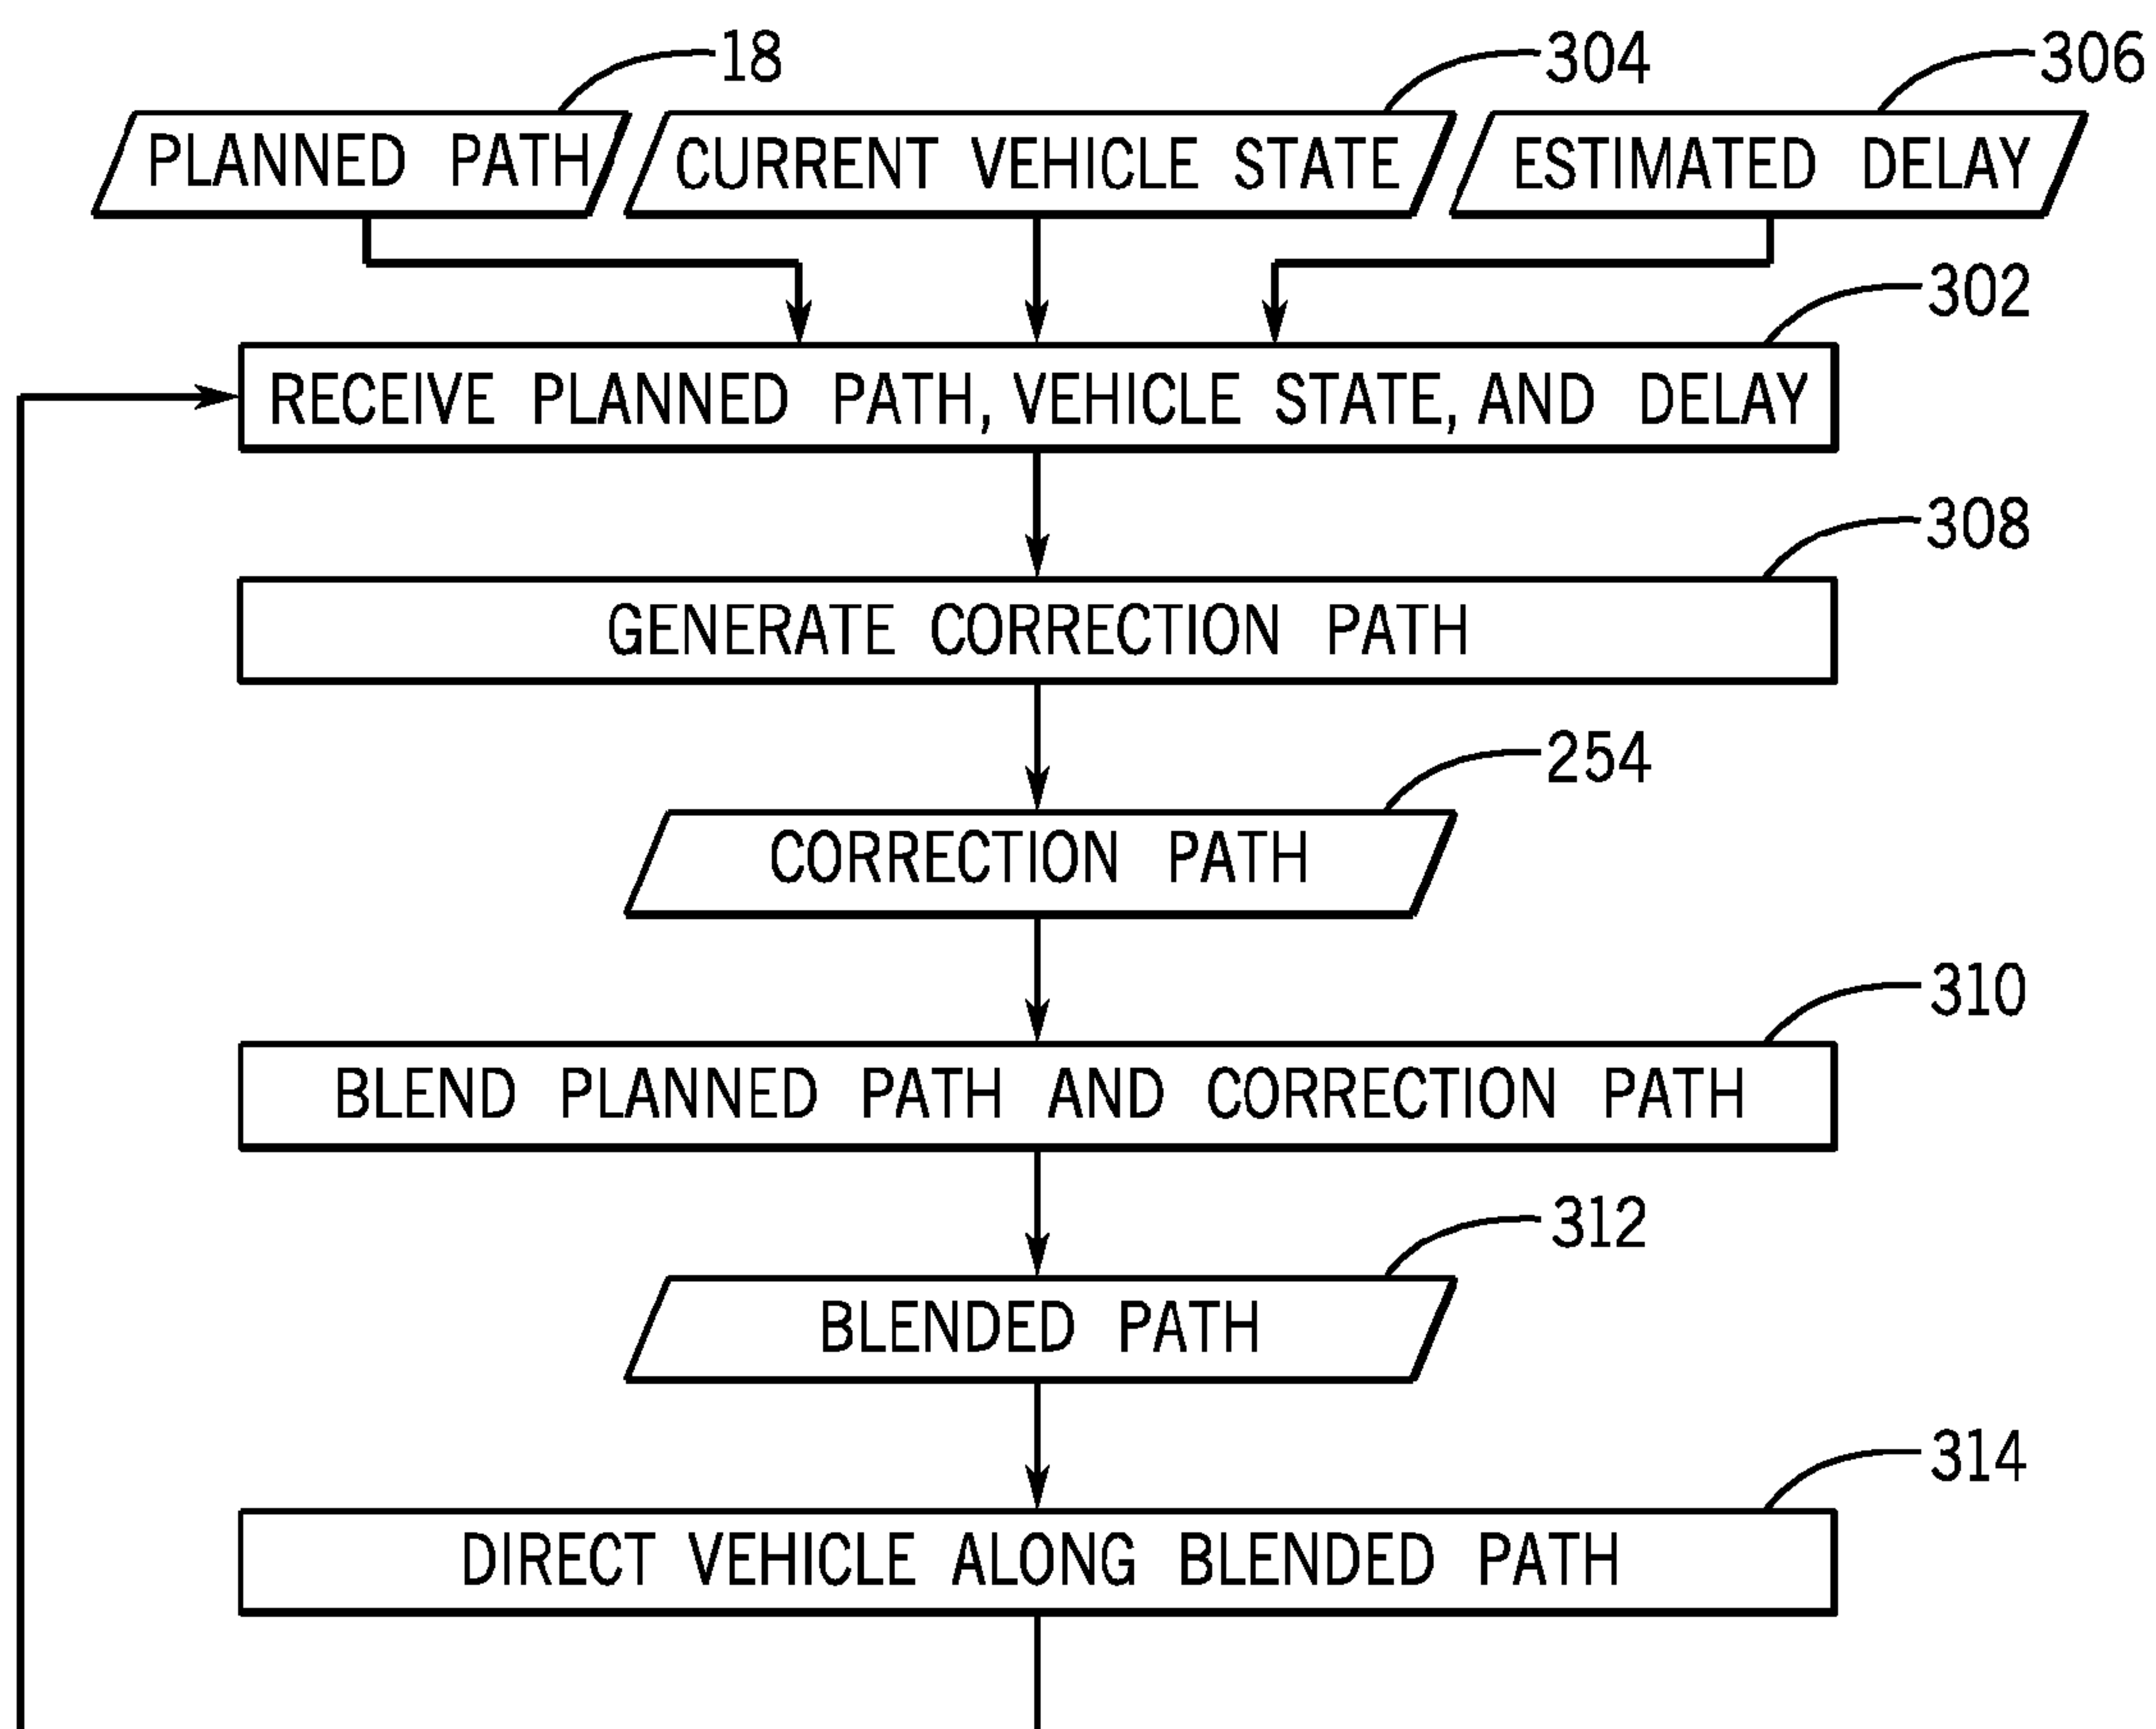 18
304
306
PLANNED PATH
CURRENT VEHICLE STATE
ESTIMATED DELAY
302
RECEIVE PLANNED PATH, VEHICLE STATE, AND DELAY
308
GENERATE CORRECTION PATH
254
CORRECTION PATH
310
BLEND PLANNED PATH AND CORRECTION PATH
312
BLENDED PATH
314
DIRECT VEHICLE ALONG BLENDED PATH